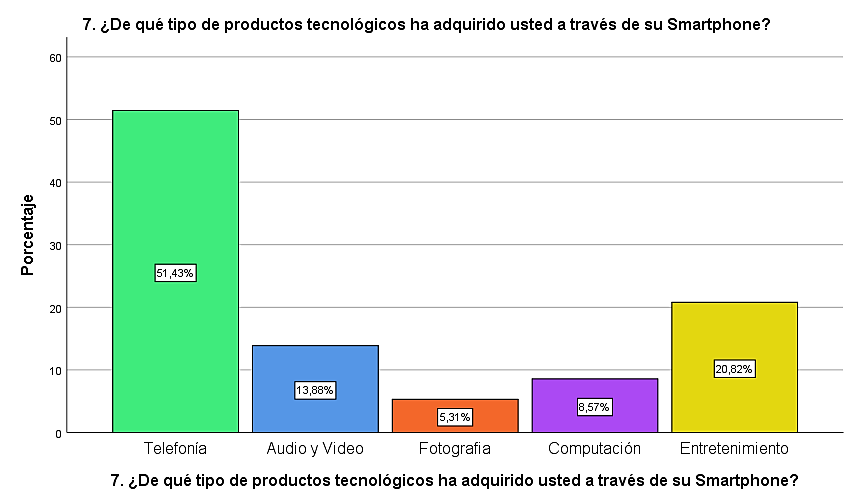 7. ¿De qué tipo de productos tecnológicos ha adquirido usted a través de su Smartphone?
Porcentaje
60
50
40
30
20
10
0
51,43%
13,88%
5,31%
8,57%
20,82%
Telefonía
Audio y Video
Fotografia
Computación
Entretenimiento
7. ¿De qué tipo de productos tecnológicos ha adquirido usted a través de su Smartphone?